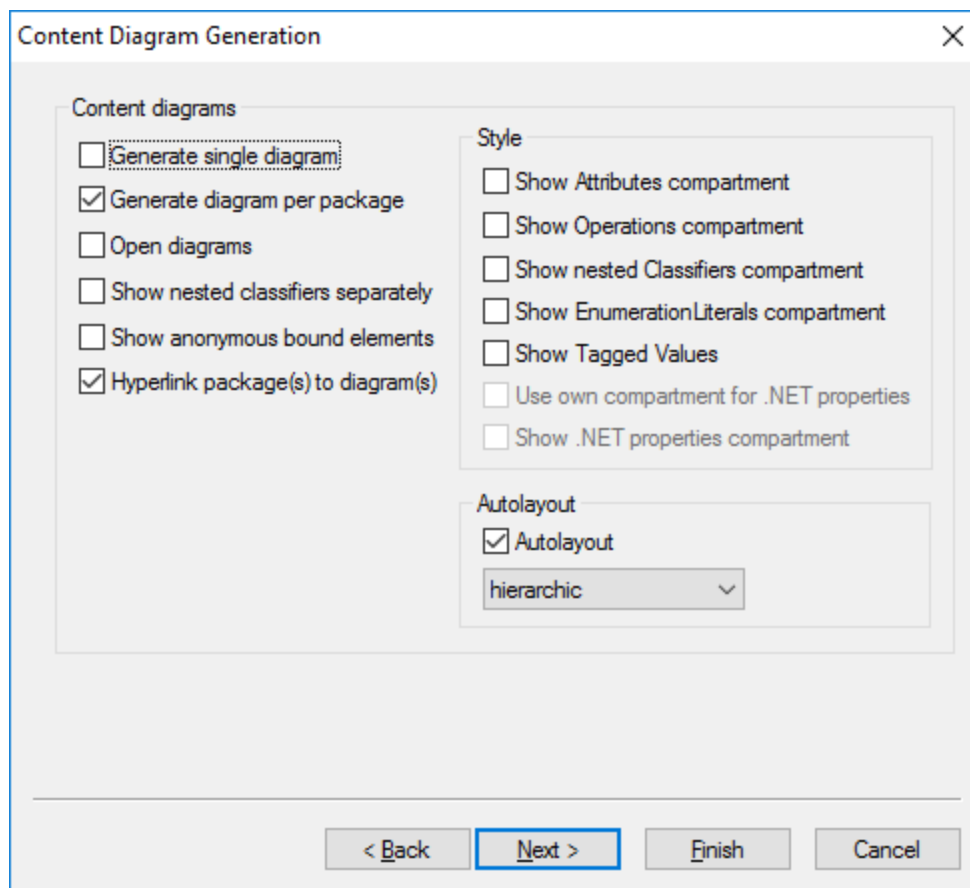 Content Diagram Generation
Content diagrams
Generate single diagram
Generate diagram per package
Open diagrams
Show nested classifiers separately
Show anonymous bound elements
Hyperlink package(s) to diagram(s)
Style
Show Attributes compartment
Show Operations compartment
Show nested Classifiers compartment
Show EnumerationLiterals compartment
Show Tagged Values
Use own compartment for .NET properties
Show .NET properties compartment
Autolayout
Autolayout
hierarchic
< Back Next > Finish Cancel